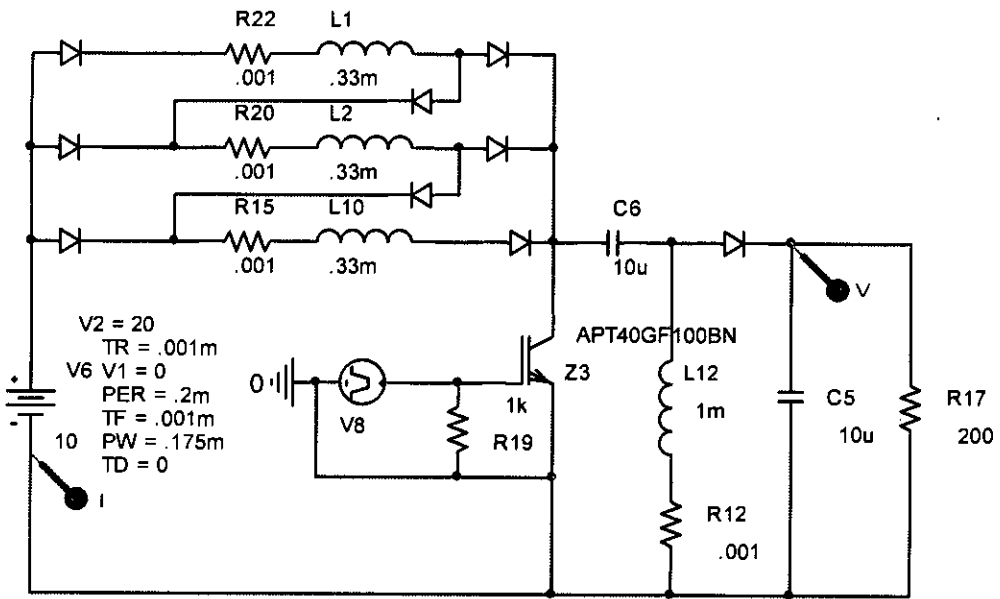 R22 L1
.001 .33m
R20 L2
.001 .33m
R15 L10
.001 .33m
C6
10u
V
V2 = 20
TR = .001m
V6 V1 = 0
PER = .2m
TF = .001m
10 PW = .175m
TD = 0
I
0
V8
1k
R19
APT40GF100BN
Z3
L12
1m
R12
.001
C5
10u
R17
200
+
-